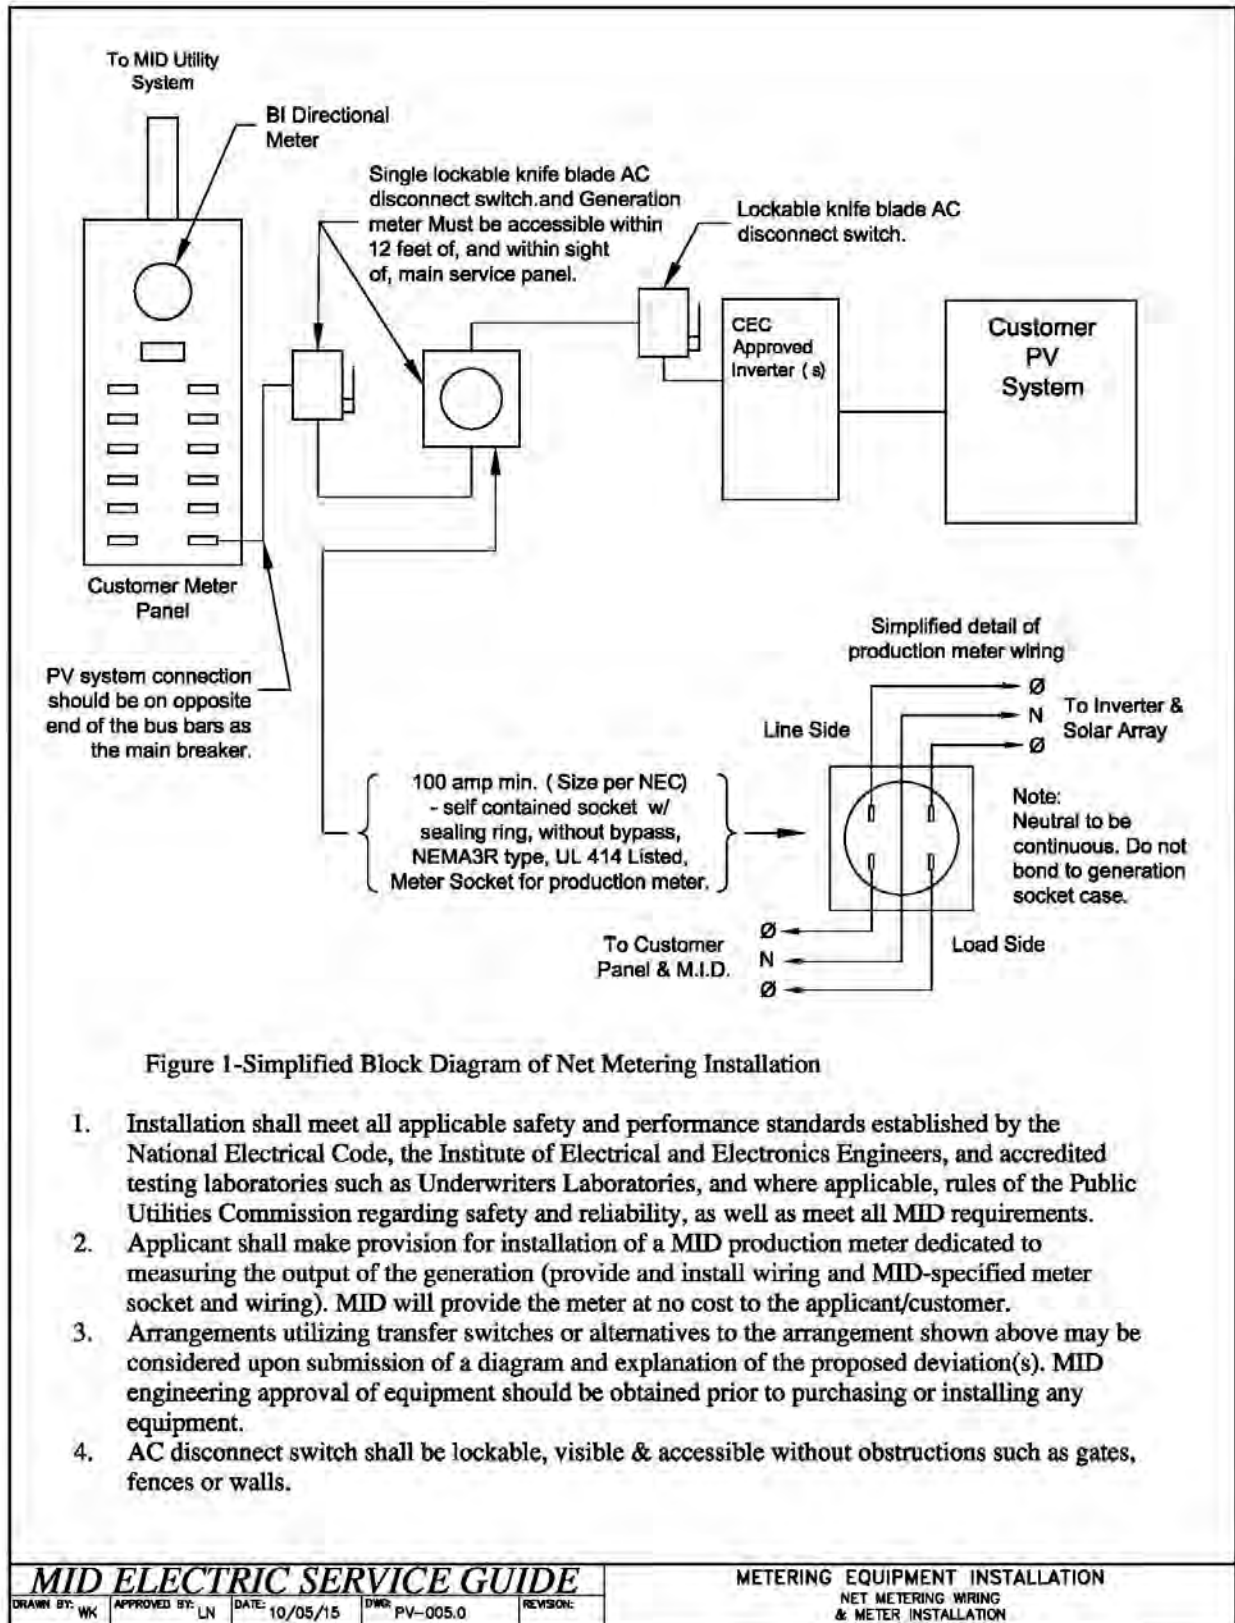 To MID Utility
System
BI Directional
Meter
Single lockable knife blade AC
disconnect switch.and Generation
meter Must be accessible within
12 feet of, and within sight
of, main service panel.
Lockable knife blade AC
disconnect switch.
CEC
Approved
Inverter ( s)
Customer
PV
System
Customer Meter
Panel
PV system connection
should be on opposite
end of the bus bars as
the main breaker.
Simplified detail of
production meter wiring
Ø
N
Ø
To Inverter &
Solar Array
Line Side
100 amp min. ( Size per NEC)
- self contained socket w/
sealing ring, without bypass,
NEMA3R type, UL 414 Listed,
Meter Socket for production meter.
Note:
Neutral to be
continuous. Do not
bond to generation
socket case.
To Customer
Panel & M.I.D.
Ø
N
Ø
Load Side
Figure 1-Simplified Block Diagram of Net Metering Installation
1. Installation shall meet all applicable safety and performance standards established by the
National Electrical Code, the Institute of Electrical and Electronics Engineers, and accredited
testing laboratories such as Underwriters Laboratories, and where applicable, rules of the Public
Utilities Commission regarding safety and reliability, as well as meet all MID requirements.
2. Applicant shall make provision for installation of a MID production meter dedicated to
measuring the output of the generation (provide and install wiring and MID-specified meter
socket and wiring). MID will provide the meter at no cost to the applicant/customer.
3. Arrangements utilizing transfer switches or alternatives to the arrangement shown above may be
considered upon submission of a diagram and explanation of the proposed deviation(s). MID
engineering approval of equipment should be obtained prior to purchasing or installing any
equipment.
4. AC disconnect switch shall be lockable, visible & accessible without obstructions such as gates,
fences or walls.
MID ELECTRIC SERVICE GUIDE
DRAWN BY: WK APPROVED BY: LN DATE: 10/05/15 DWG: PV-005.0 REVISION:
METERING EQUIPMENT INSTALLATION
NET METERING WIRING
& METER INSTALLATION